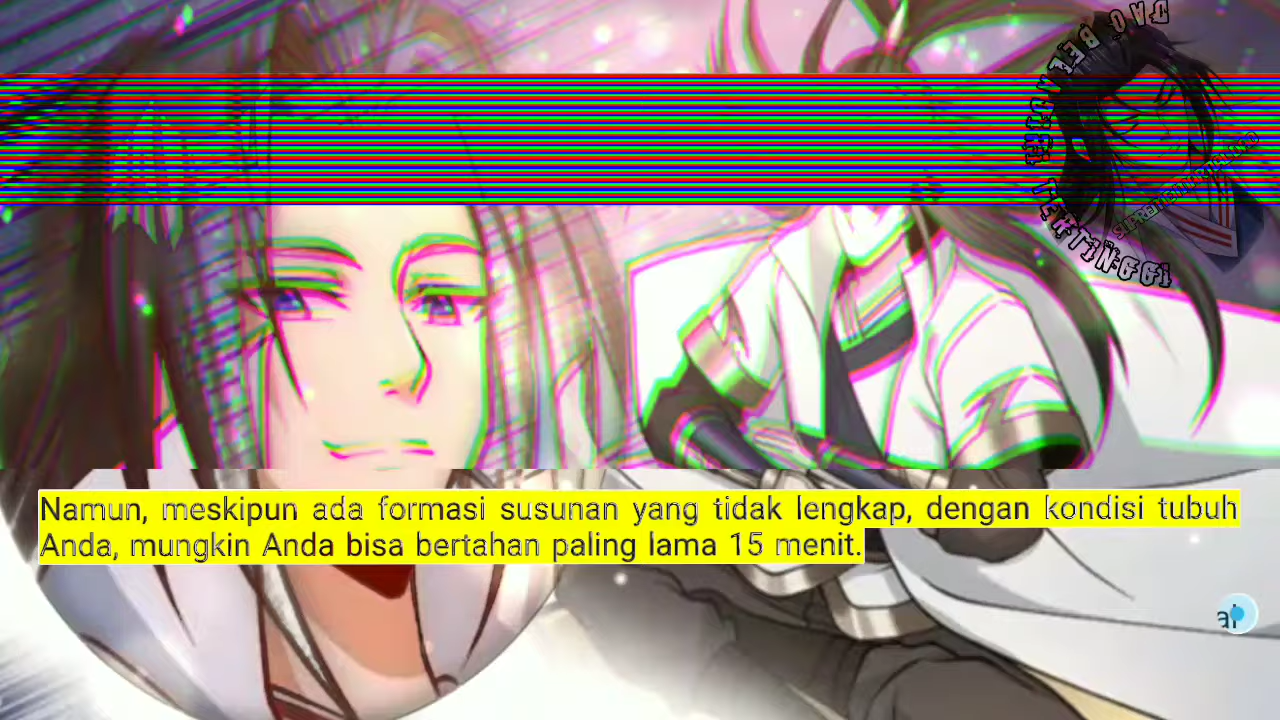 Namun, meskipun ada formasi susunan yang tidak lengkap, dengan kondisi tubuh
Anda, mungkin Anda bisa bertahan paling lama 15 menit.
TERTINGGI